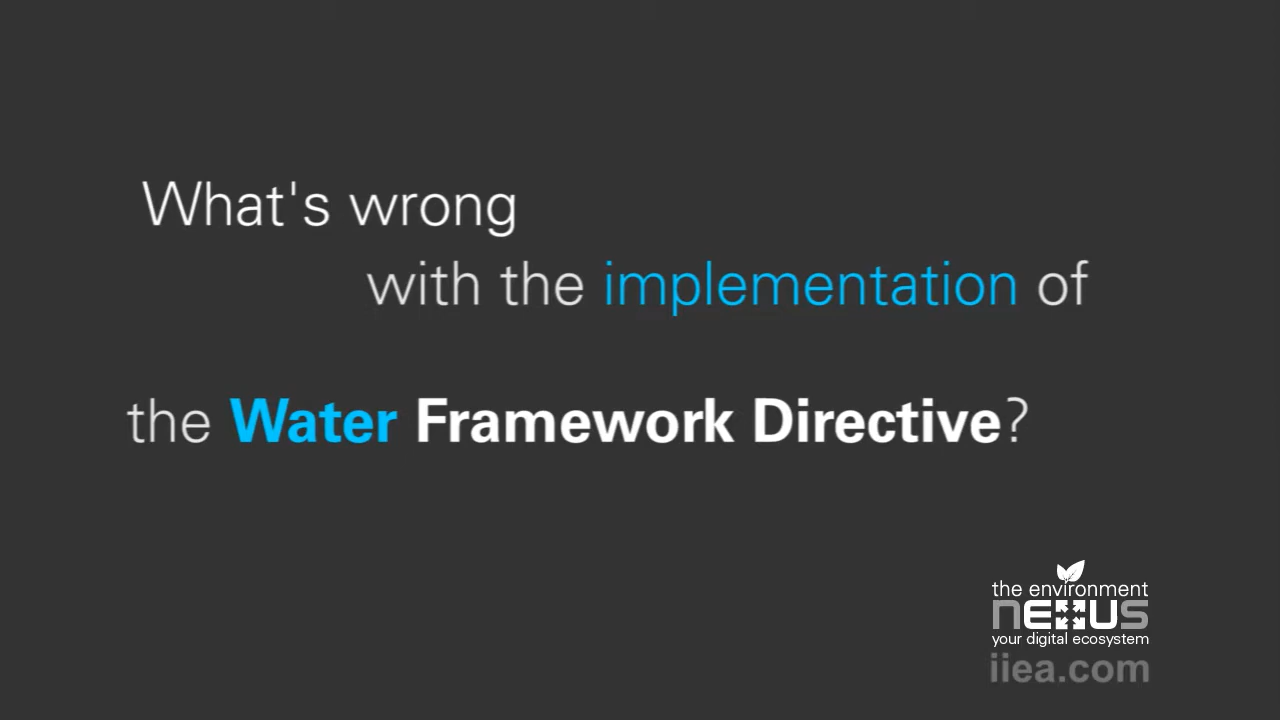 What's wrong
with the implementation of
the Water Framework Directive?
the environment
nexus
your digital ecosystem
iiea.com